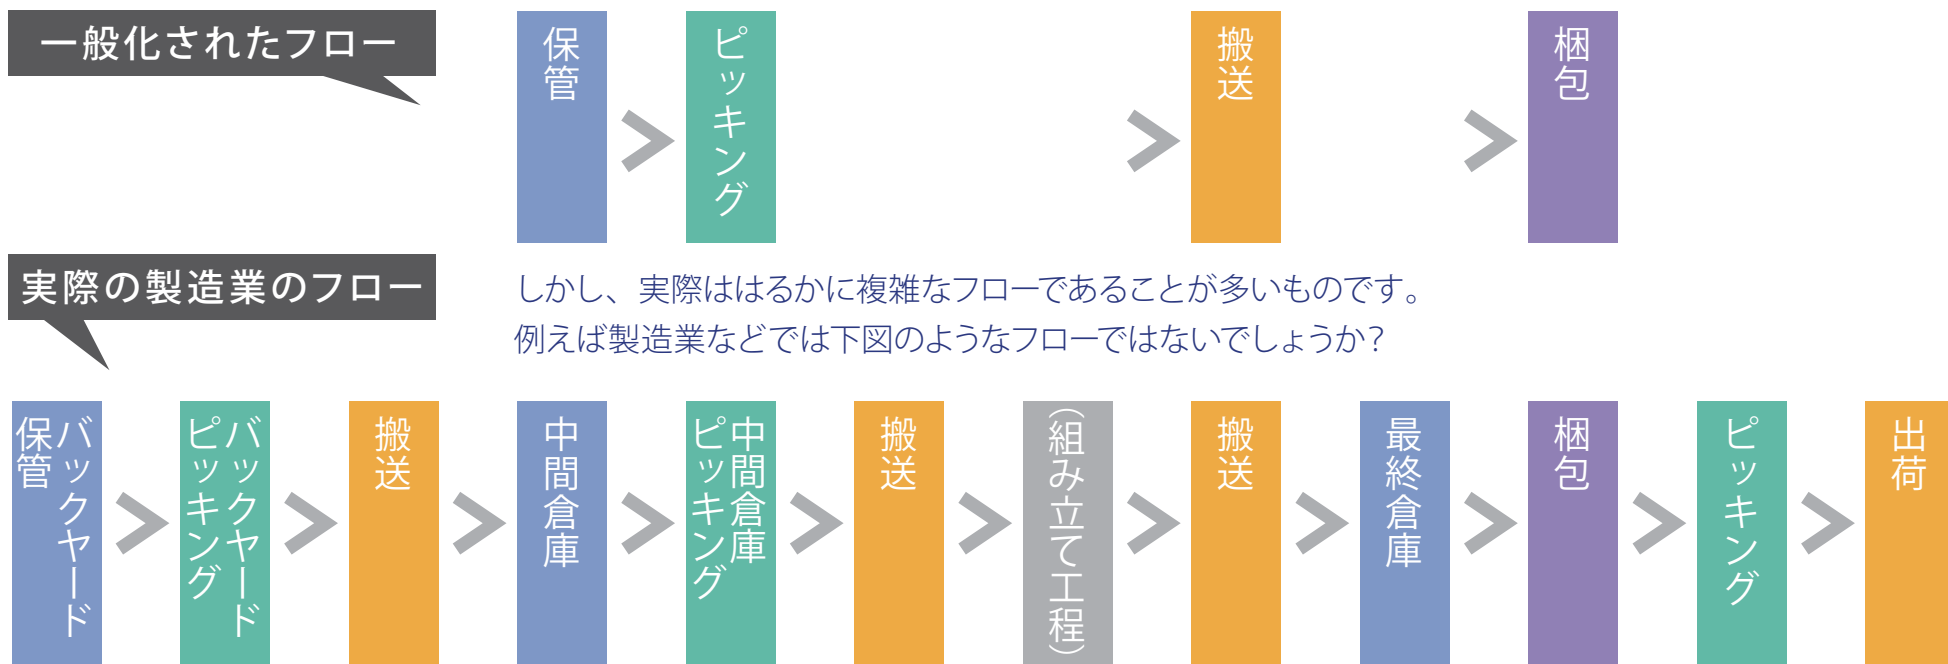 一般化されたフロー
保管
ピッキング
搬送
梱包
実際の製造業のフロー
しかし、実際ははるかに複雑なフローであることが多いものです。
例えば製造業などでは下図のようなフローではないでしょうか?
バックヤード
保管
バックヤード
ピッキング
搬送
中間倉庫
中間倉庫
ピッキング
搬送
(組み立て工程)
搬送
最終倉庫
梱包
ピッキング
出荷